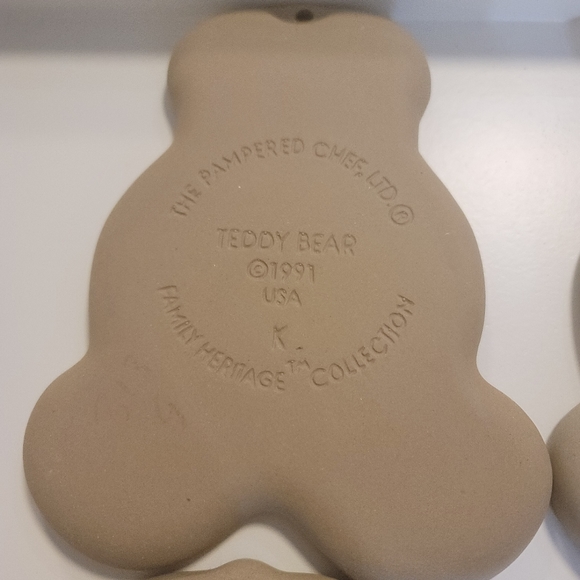 THE PAMPERED CHEF, LTD.©
TEDDY BEAR
©1991
USA
K.
FAMILY HERITAGE™ COLLECTION